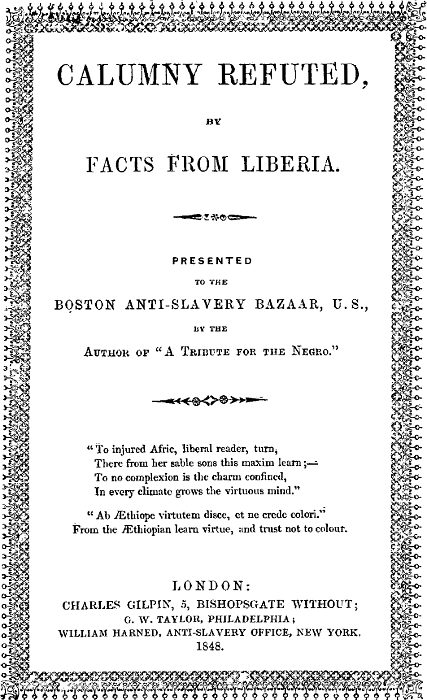 CALUMNY REFUTED,
BY
FACTS FROM LIBERIA.
PRESENTED
TO THE
BOSTON ANTI-SLAVERY BAZAAR, U. S.,
BY THE
AUTHOR OF "A TRIBUTE FOR THE NEGRO."
"To injured Afric, liberal reader, turn,
There from her sable sons this maxim learn;—
To no complexion is the charm confined,
In every climate grows the virtuous mind."
"Ab Æthiope virtutem disce, et ne crede colori."
From the Æthiopian learn virtue, and trust not to colour.
LONDON:
CHARLES GILPIN, 5, BISHOPSGATE WITHOUT;
G. W. TAYLOR, PHILADELPHIA;
WILLIAM HARNED, ANTI-SLAVERY OFFICE, NEW YORK.
1848.